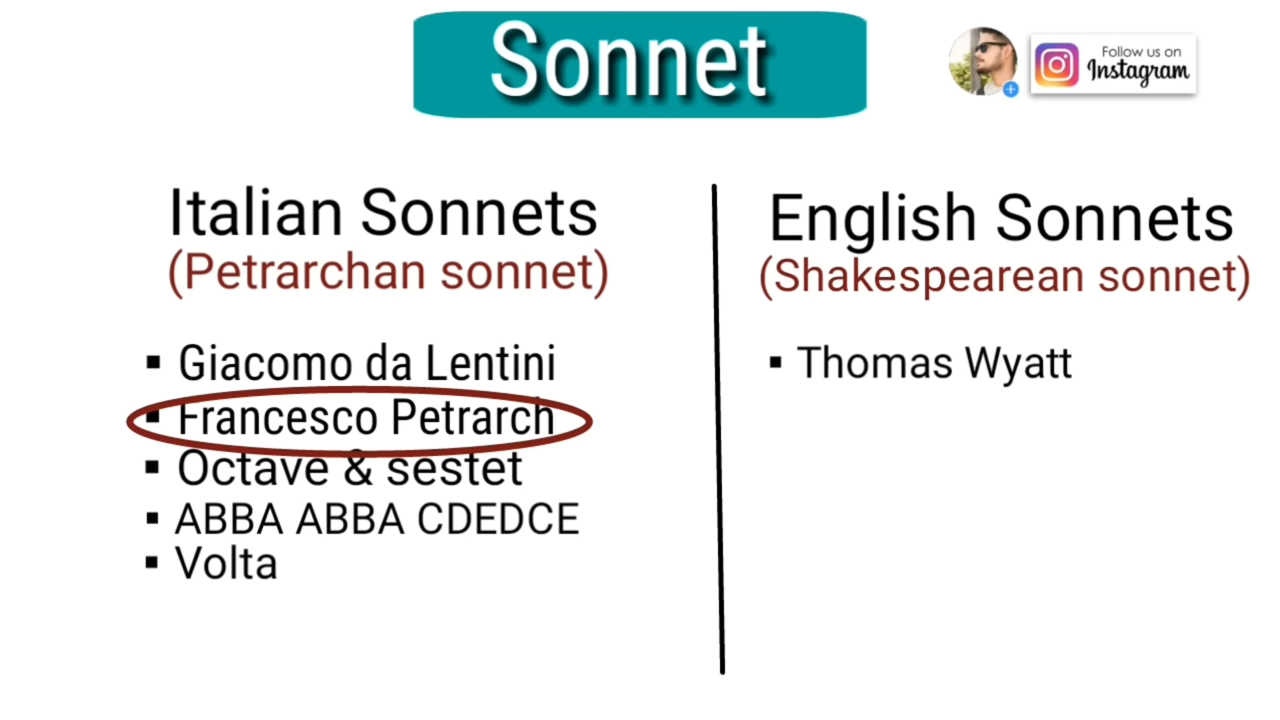 Sonnet
Follow us on
Instagram
Italian Sonnets
(Petrarchan sonnet)
▪ Giacomo da Lentini
▪ Francesco Petrarch
▪ Octave & sestet
▪ ABBA ABBA CDEDCE
▪ Volta
English Sonnets
(Shakespearean sonnet)
▪ Thomas Wyatt